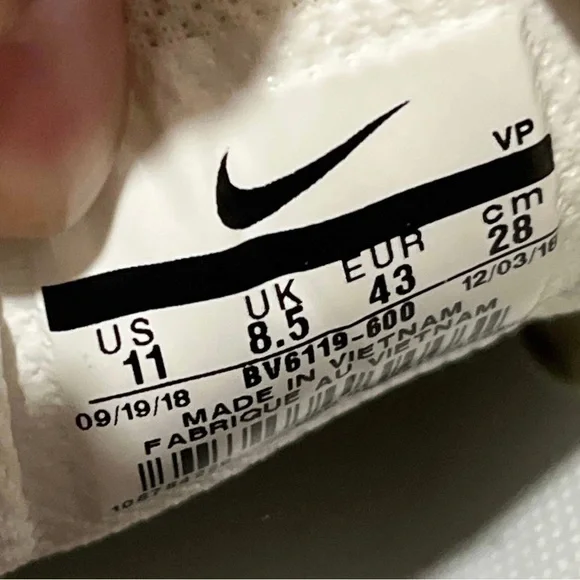 VP
US UK EUR cm
11 8.5 43 28
09/19/18 BV6119-600 12/03/18
MADE IN VIETNAM
FABRIQUE AU VIETNAM